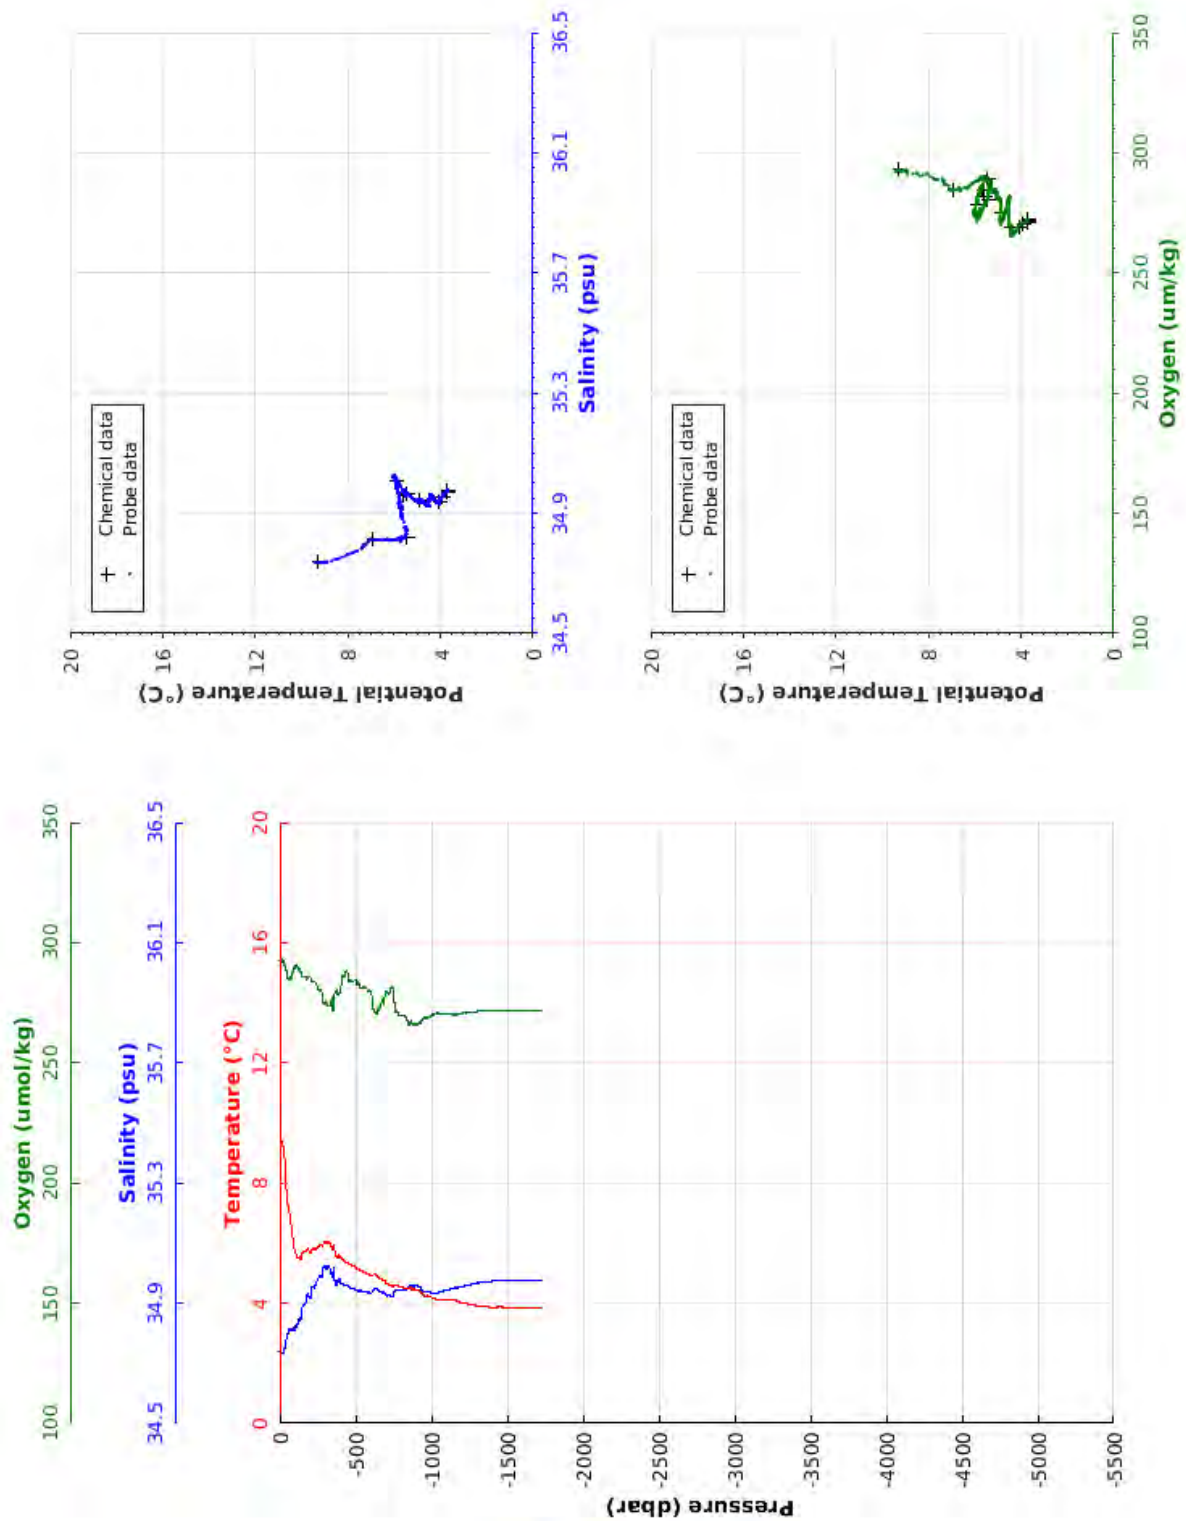 Oxygen (umol/kg)
100 150 200 250 300 350
Salinity (psu)
34.5 34.9 35.3 35.7 36.1 36.5
Temperature (°C)
0 4 8 12 16 20
0
-500
-1000
-1500
-2000
-2500
-3000
-3500
-4000
-4500
-5000
-5500
Pressure (dbar)
20
16
12
8
4
0
Potential Temperature (°C)
+ Chemical data
. Probe data
34.5 34.9 35.3 35.7 36.1 36.5
Salinity (psu)
20
16
12
8
4
0
Potential Temperature (°C)
+ Chemical data
. Probe data
100 150 200 250 300 350
Oxygen (um/kg)